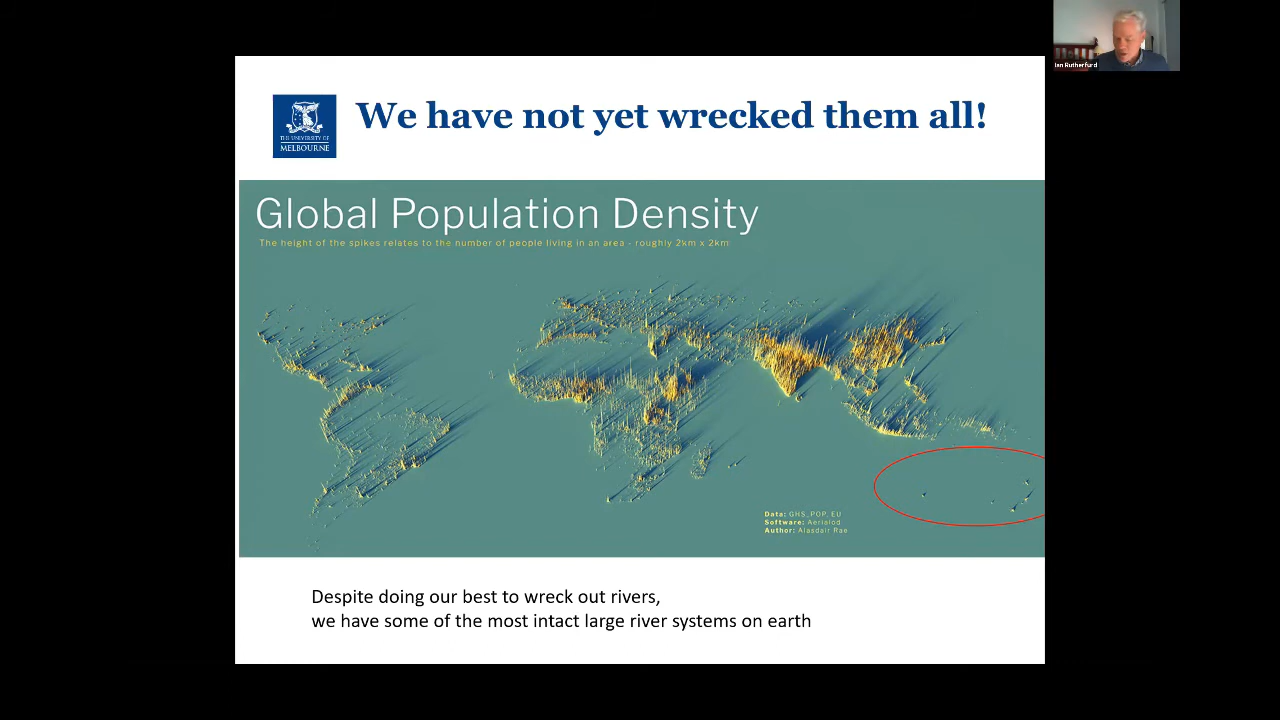 Ian Rutherfurd
THE UNIVERSITY OF
MELBOURNE
We have not yet wrecked them all!
Global Population Density
The height of the spikes relates to the number of people living in an area - roughly 2km x 2km
Data: GHS_POP, EU
Software: Aerialod
Author: Alasdair Rae
Despite doing our best to wreck out rivers,
we have some of the most intact large river systems on earth